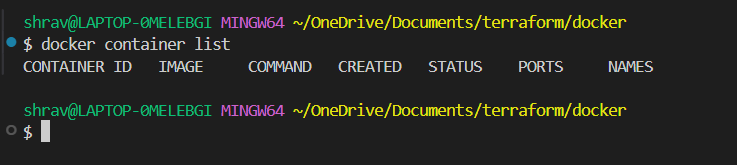 shrav@LAPTOP-0MELEBGI MINGW64 ~/OneDrive/Documents/terraform/docker
$ docker container list
CONTAINER ID   IMAGE     COMMAND   CREATED   STATUS    PORTS     NAMES
shrav@LAPTOP-0MELEBGI MINGW64 ~/OneDrive/Documents/terraform/docker
$